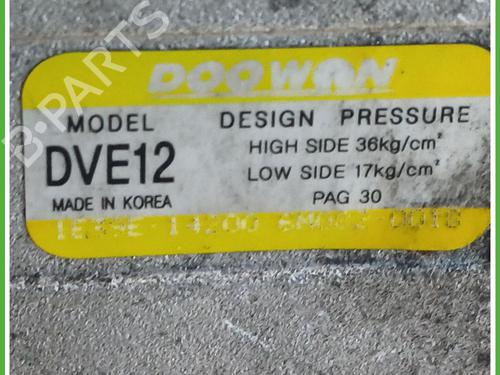 DOOWON
MODEL
DVE12
MADE IN KOREA
DESIGN PRESSURE
HIGH SIDE 36kg/cm²
LOW SIDE 17kg/cm²
PAG 30
B-PARTS